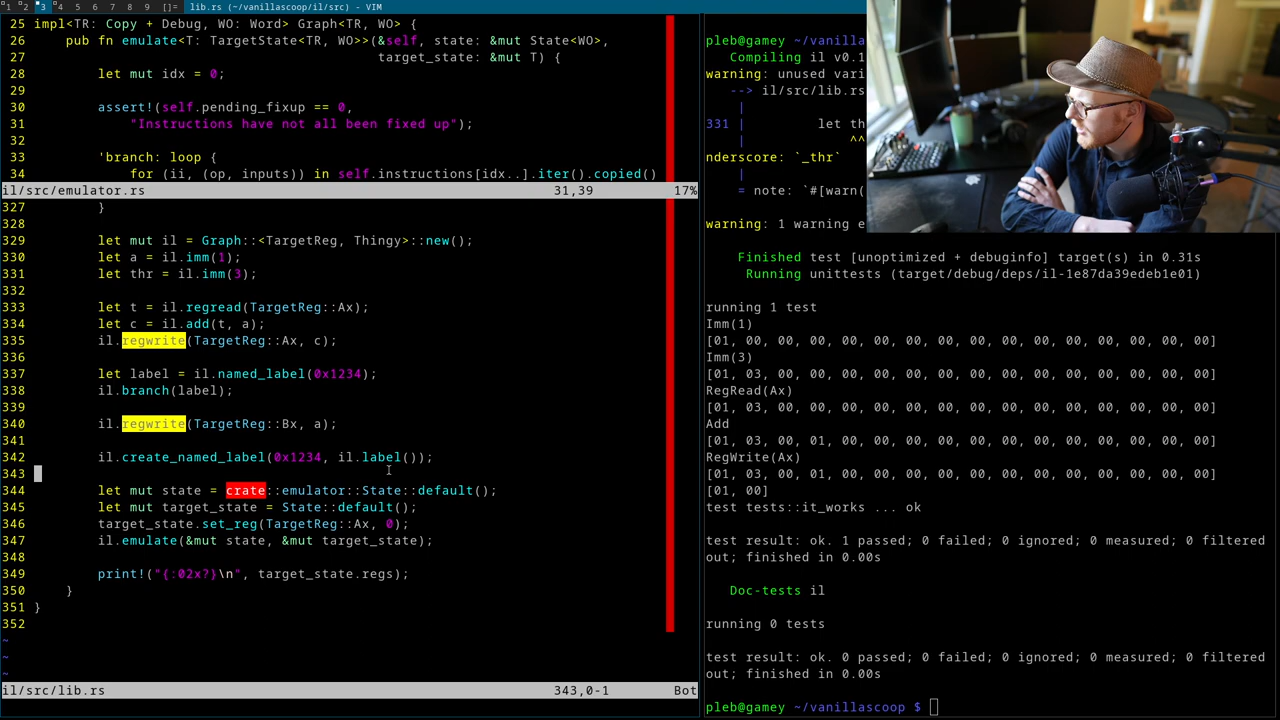 1 2 3 4 5 6 7 8 9 []= lib.rs (~/vanillascoop/il/src) - VIM
25 impl<TR: Copy + Debug, WO: Word> Graph<TR, WO> {
26 pub fn emulate<T: TargetState<TR, WO>>(&self, state: &mut State<WO>,
27 target_state: &mut T) {
28 let mut idx = 0;
29
30 assert!(self.pending_fixup == 0,
31 "Instructions have not all been fixed up");
32
33 'branch: loop {
34 for (ii, (op, inputs)) in self.instructions[idx..].iter().copied()
il/src/emulator.rs 31,39 17%
327 }
328
329 let mut il = Graph::<TargetReg, Thingy>::new();
330 let a = il.imm(1);
331 let thr = il.imm(3);
332
333 let t = il.regread(TargetReg::Ax);
334 let c = il.add(t, a);
335 il.regwrite(TargetReg::Ax, c);
336
337 let label = il.named_label(0x1234);
338 il.branch(label);
339
340 il.regwrite(TargetReg::Bx, a);
341
342 il.create_named_label(0x1234, il.label());
343
344 let mut state = crate::emulator::State::default();
345 let mut target_state = State::default();
346 target_state.set_reg(TargetReg::Ax, 0);
347 il.emulate(&mut state, &mut target_state);
348
349 print!("{:02x?}\n", target_state.regs);
350 }
351 }
352
~
~
~
il/src/lib.rs 343,0-1 Bot
pleb@gamey ~/vanilla
Compiling il v0.1
warning: unused vari
--> il/src/lib.rs
|
331 | let th
| ^^
nderscore: `_thr`
|
= note: `#[warn(
warning: 1 warning e
Finished test [unoptimized + debuginfo] target(s) in 0.31s
Running unittests (target/debug/deps/il-1e87da39edeb1e01)
running 1 test
Imm(1)
[01, 00, 00, 00, 00, 00, 00, 00, 00, 00, 00, 00, 00, 00, 00, 00]
Imm(3)
[01, 03, 00, 00, 00, 00, 00, 00, 00, 00, 00, 00, 00, 00, 00, 00]
RegRead(Ax)
[01, 03, 00, 00, 00, 00, 00, 00, 00, 00, 00, 00, 00, 00, 00, 00]
Add
[01, 03, 00, 01, 00, 00, 00, 00, 00, 00, 00, 00, 00, 00, 00, 00]
RegWrite(Ax)
[01, 03, 00, 01, 00, 00, 00, 00, 00, 00, 00, 00, 00, 00, 00, 00]
[01, 00]
test tests::it_works ... ok
test result: ok. 1 passed; 0 failed; 0 ignored; 0 measured; 0 filtered
out; finished in 0.00s
Doc-tests il
running 0 tests
test result: ok. 0 passed; 0 failed; 0 ignored; 0 measured; 0 filtered
out; finished in 0.00s
pleb@gamey ~/vanillascoop $